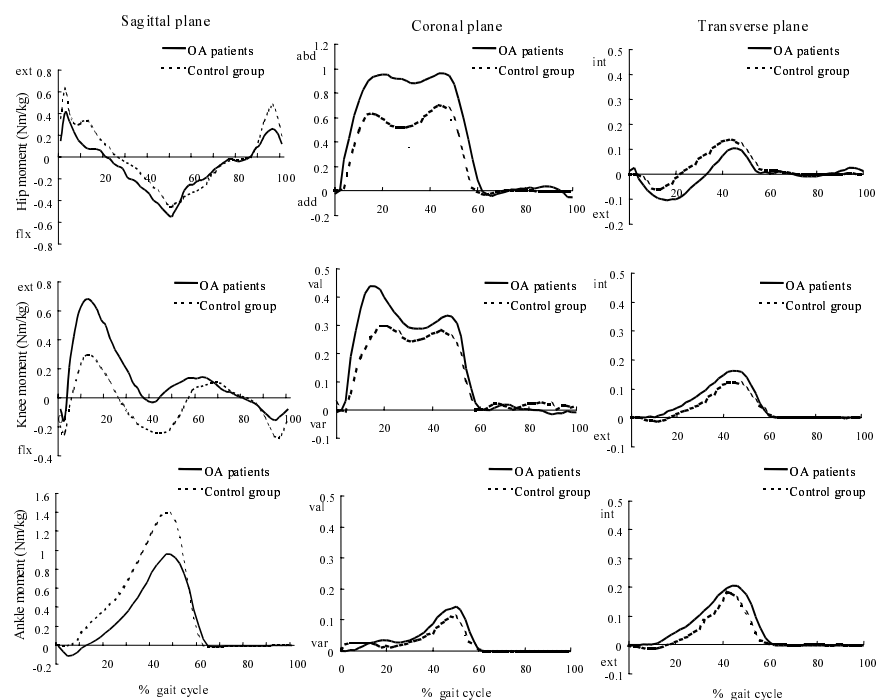 Sagittal plane
Coronal plane
Transverse plane
OA patients
Control group
ext
0.8
0.6
0.4
0.2
0
-0.2
-0.4
-0.6
-0.8
flx
Hip moment (Nm/kg)
20 40 60 80 100
OA patients
Control group
abd
1.2
1
0.8
0.6
0.4
0.2
0
-0.2
add
20 40 60 80 100
OA patients
Control group
int
0.5
0.4
0.3
0.2
0.1
0
-0.1
-0.2
ext
20 40 60 80 100
OA patients
Control group
ext
0.8
0.6
0.4
0.2
0
-0.2
-0.4
flx
Knee moment (Nm/kg)
20 40 60 80 100
OA patients
Control group
val
0.5
0.4
0.3
0.2
0.1
0
-0.1
var
20 40 60 80 100
OA patients
Control group
int
0.5
0.4
0.3
0.2
0.1
0
-0.1
ext
20 40 60 80 100
OA patients
Control group
1.6
1.4
1.2
1
0.8
0.6
0.4
0.2
0
-0.2
Ankle moment (Nm/kg)
20 40 60 80 100
% gait cycle
OA patients
Control group
val
0.5
0.4
0.3
0.2
0.1
var 0
0 20 40 60 80 100
% gait cycle
OA patients
Control group
int
0.5
0.4
0.3
0.2
0.1
0
-0.1
ext
20 40 60 80 100
% gait cycle